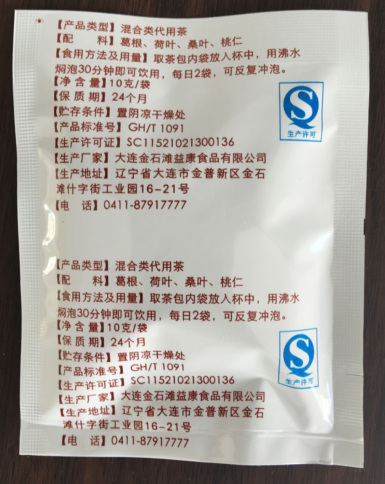 【产品类型】混合类代用茶
【配　　料】葛根、荷叶、桑叶、桃仁
【食用方法及用量】取茶包内袋放入杯中，用沸水
焖泡30分钟即可饮用，每日2袋，可反复冲泡。
【净 含 量】10克/袋
【保 质 期】24个月
【贮存条件】置阴凉干燥处
【产品标准号】GH/T 1091
【生产许可证】SC11521021300136
【生产厂家】大连金石滩益康食品有限公司
【生产地址】辽宁省大连市金普新区金石
滩什字街工业园16-21号
【电　　话】0411-87917777
生产许可
【产品类型】混合类代用茶
【配　　料】葛根、荷叶、桑叶、桃仁
【食用方法及用量】取茶包内袋放入杯中，用沸水
焖泡30分钟即可饮用，每日2袋，可反复冲泡。
【净 含 量】10克/袋
【保 质 期】24个月
【贮存条件】置阴凉干燥处
【产品标准号】GH/T 1091
【生产许可证】SC11521021300136
【生产厂家】大连金石滩益康食品有限公司
【生产地址】辽宁省大连市金普新区金石
滩什字街工业园16-21号
【电　　话】0411-87917777
生产许可